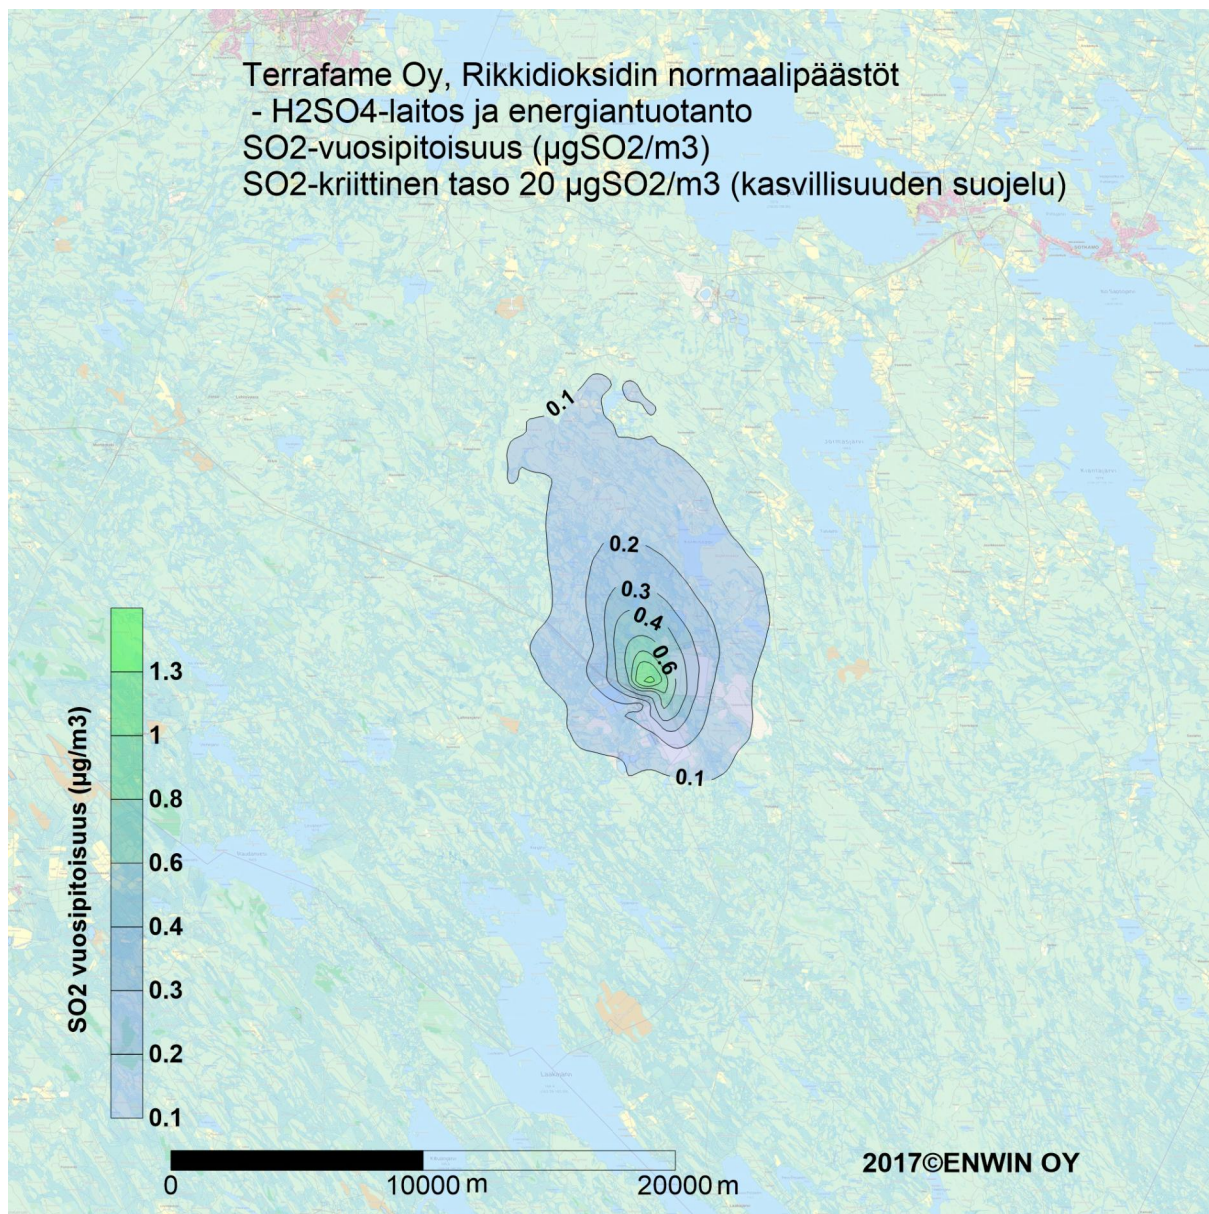 Terrafame Oy, Rikkidioksidin normaalipäästöt
- H2SO4-laitos ja energiantuotanto
SO2-vuosipitoisuus (µgSO2/m3)
SO2-kriittinen taso 20 µgSO2/m3 (kasvillisuuden suojelu)
0.1
0.2
0.3
0.4
0.6
0.1
SO2 vuosipitoisuus (µg/m3)
1.3
1
0.8
0.6
0.4
0.3
0.2
0.1
0 10000 m 20000 m
2017©ENWIN OY